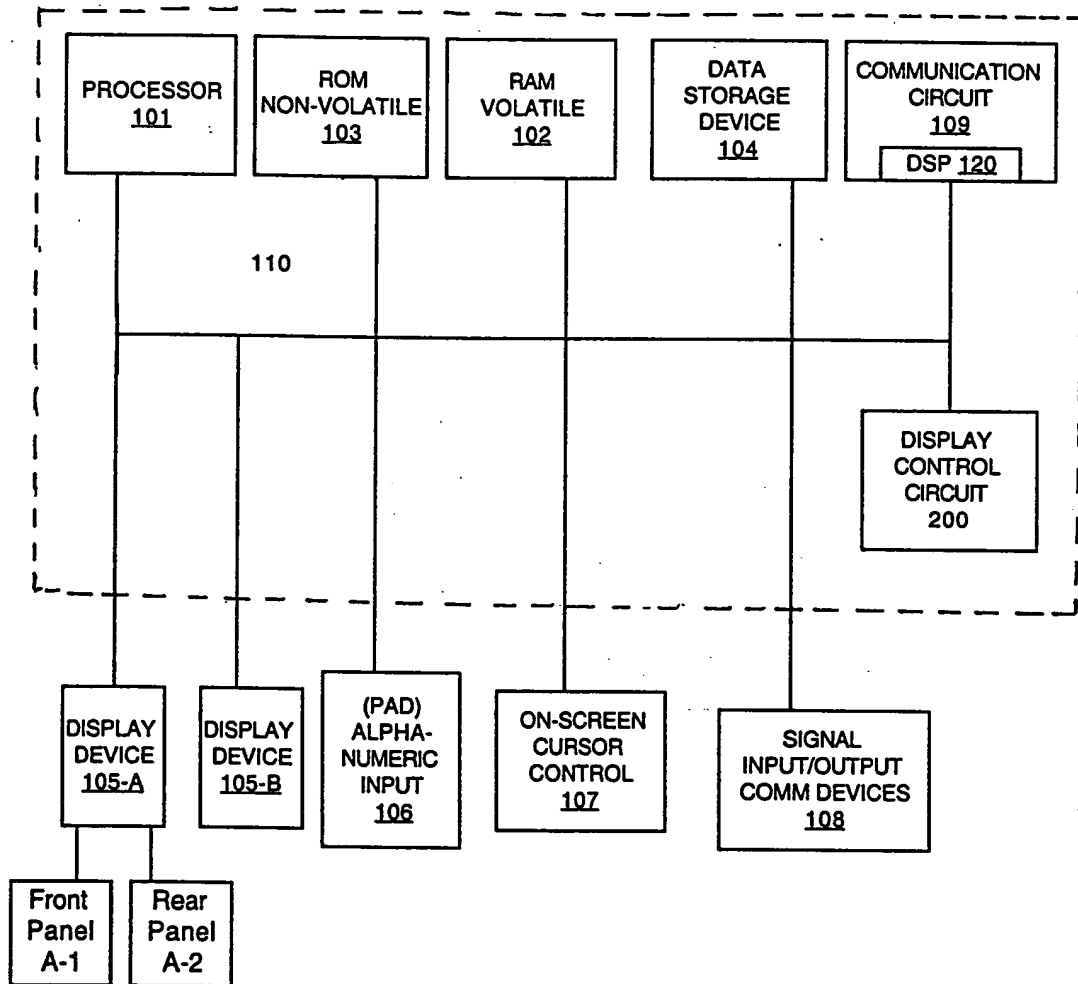 PROCESSOR
101
ROM
NON-VOLATILE
103
RAM
VOLATILE
102
DATA
STORAGE
DEVICE
104
COMMUNICATION
CIRCUIT
109
DSP 120
110
DISPLAY
CONTROL
CIRCUIT
200
DISPLAY
DEVICE
105-A
DISPLAY
DEVICE
105-B
(PAD)
ALPHA-
NUMERIC
INPUT
106
ON-SCREEN
CURSOR
CONTROL
107
SIGNAL
INPUT/OUTPUT
COMM DEVICES
108
Front
Panel
A-1
Rear
Panel
A-2